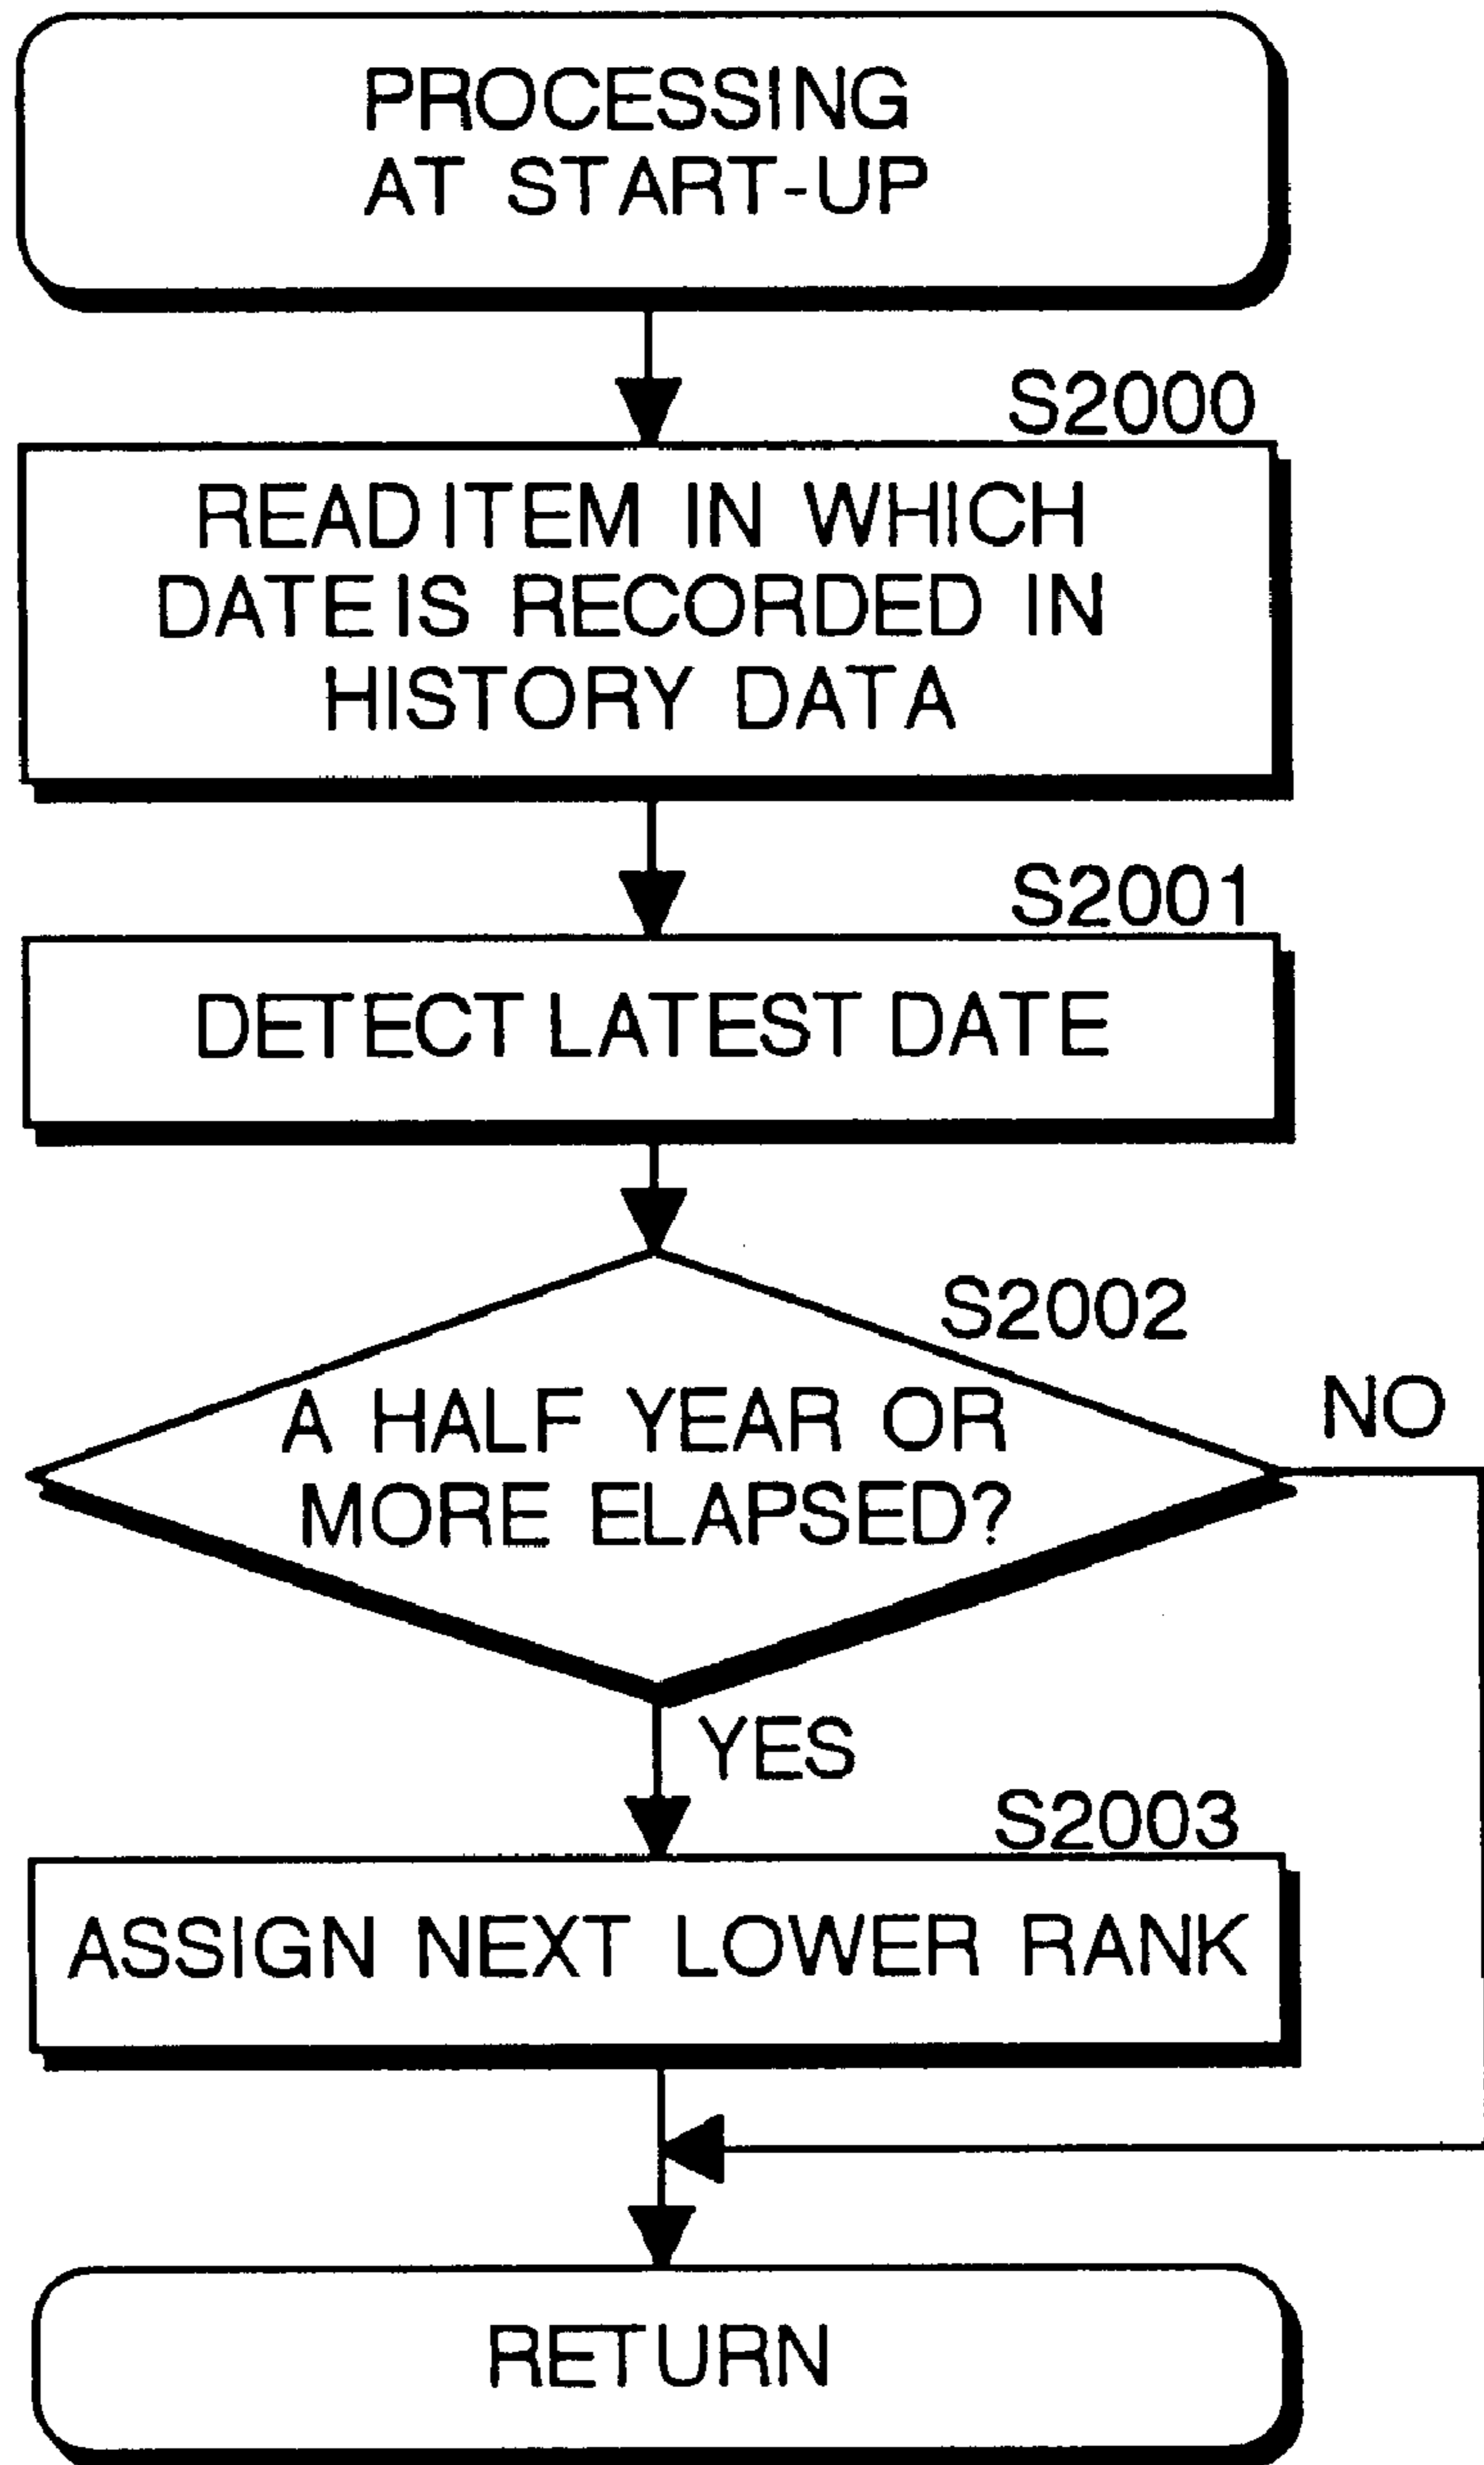 PROCESSING
AT START-UP
S2000
READ ITEM IN WHICH
DATE IS RECORDED IN
HISTORY DATA
S2001
DETECT LATEST DATE
S2002
A HALF YEAR OR
MORE ELAPSED?
NO
YES
S2003
ASSIGN NEXT LOWER RANK
RETURN